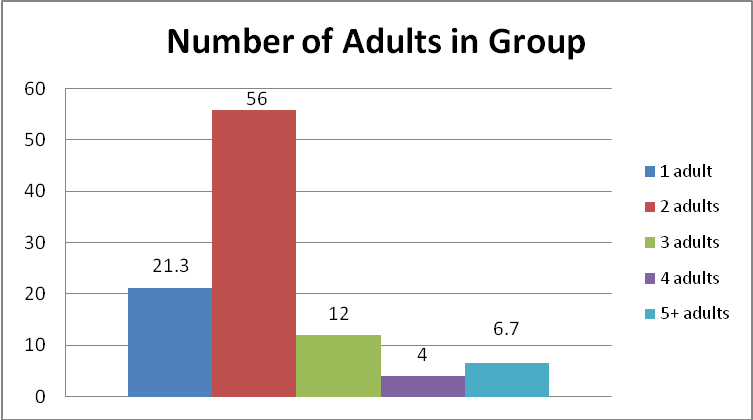 Number of Adults in Group
60
50
40
30
20
10
0
21.3
56
12
4
6.7
1 adult
2 adults
3 adults
4 adults
5+ adults